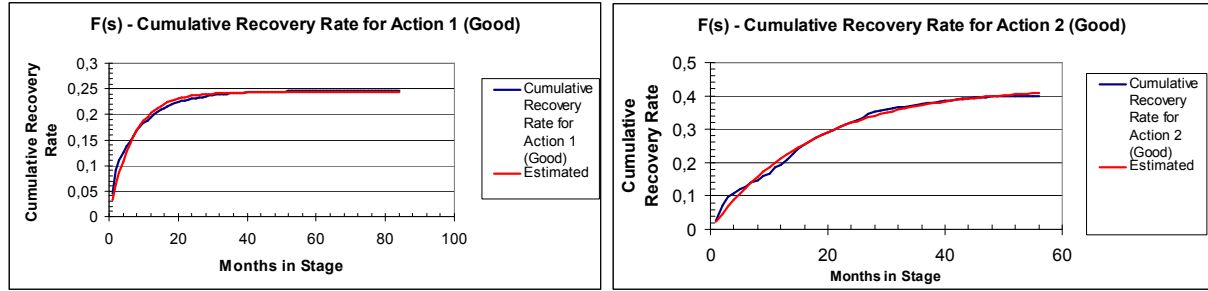 F(s) - Cumulative Recovery Rate for Action 1 (Good)
Cumulative Recovery
Rate
0,3
0,25
0,2
0,15
0,1
0,05
0
0
20
40
60
80
100
Months in Stage
Cumulative
Recovery
Rate for
Action 1
(Good)
Estimated
F(s) - Cumulative Recovery Rate for Action 2 (Good)
Cumulative
Recovery Rate
0,5
0,4
0,3
0,2
0,1
0
0
20
40
60
Months in Stage
Cumulative
Recovery
Rate for
Action 2
(Good)
Estimated